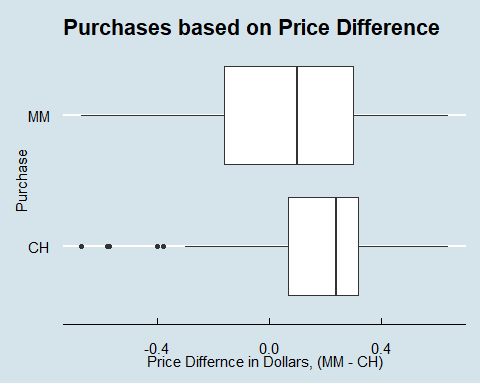 Purchases based on Price Difference
MM
Purchase
CH
-0.4 0.0 0.4
Price Differnce in Dollars, (MM - CH)